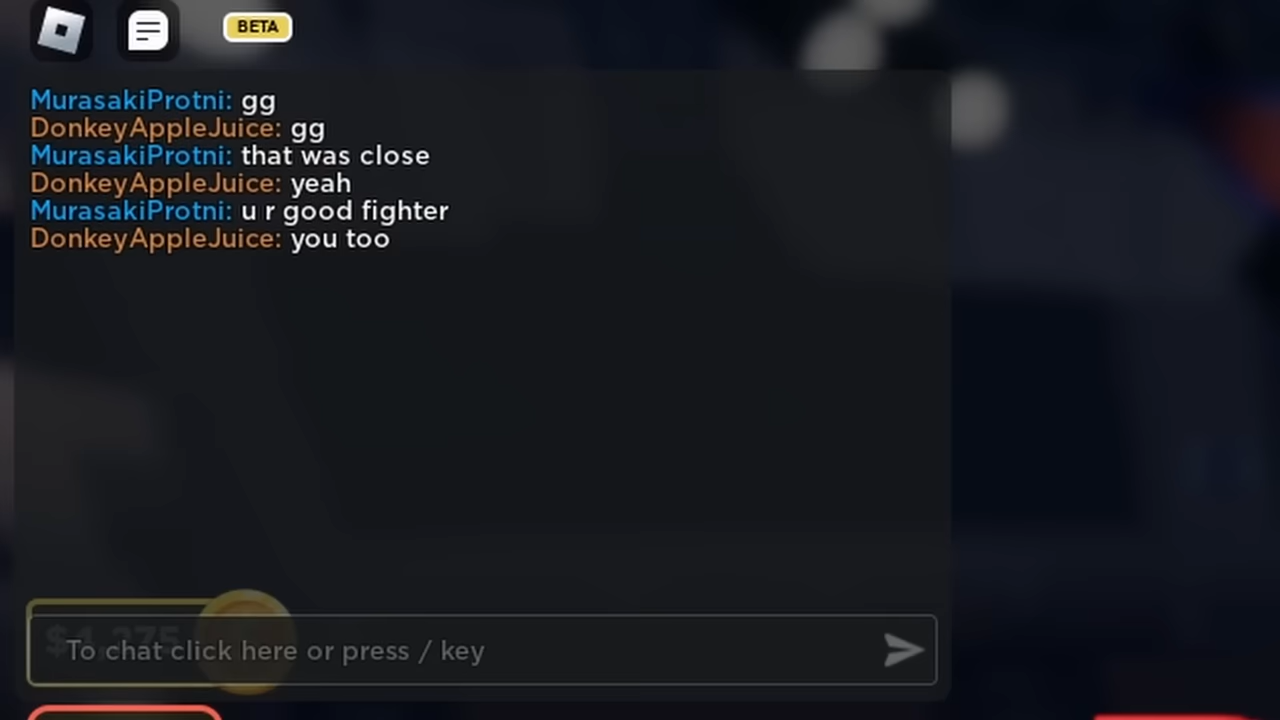 BETA
MurasakiProtni: gg
DonkeyAppleJuice: gg
MurasakiProtni: that was close
DonkeyAppleJuice: yeah
MurasakiProtni: u r good fighter
DonkeyAppleJuice: you too
To chat click here or press / key